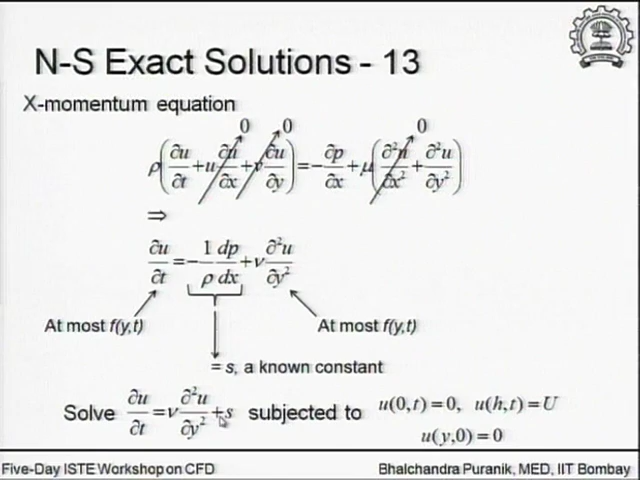 N-S Exact Solutions - 13
X-momentum equation
0 0 0
ρ(∂u/∂t + u ∂u/∂x + v ∂u/∂y) = -∂p/∂x + μ(∂²u/∂x² + ∂²u/∂y²)
⇒
∂u/∂t = -1/ρ dp/dx + ν ∂²u/∂y²
At most f(y,t) At most f(y,t)
= s, a known constant
Solve ∂u/∂t = ν ∂²u/∂y² + s subjected to u(0,t) = 0, u(h,t) = U
u(y,0) = 0
Five-Day ISTE Workshop on CFD Bhalchandra Puranik, MED, IIT Bombay